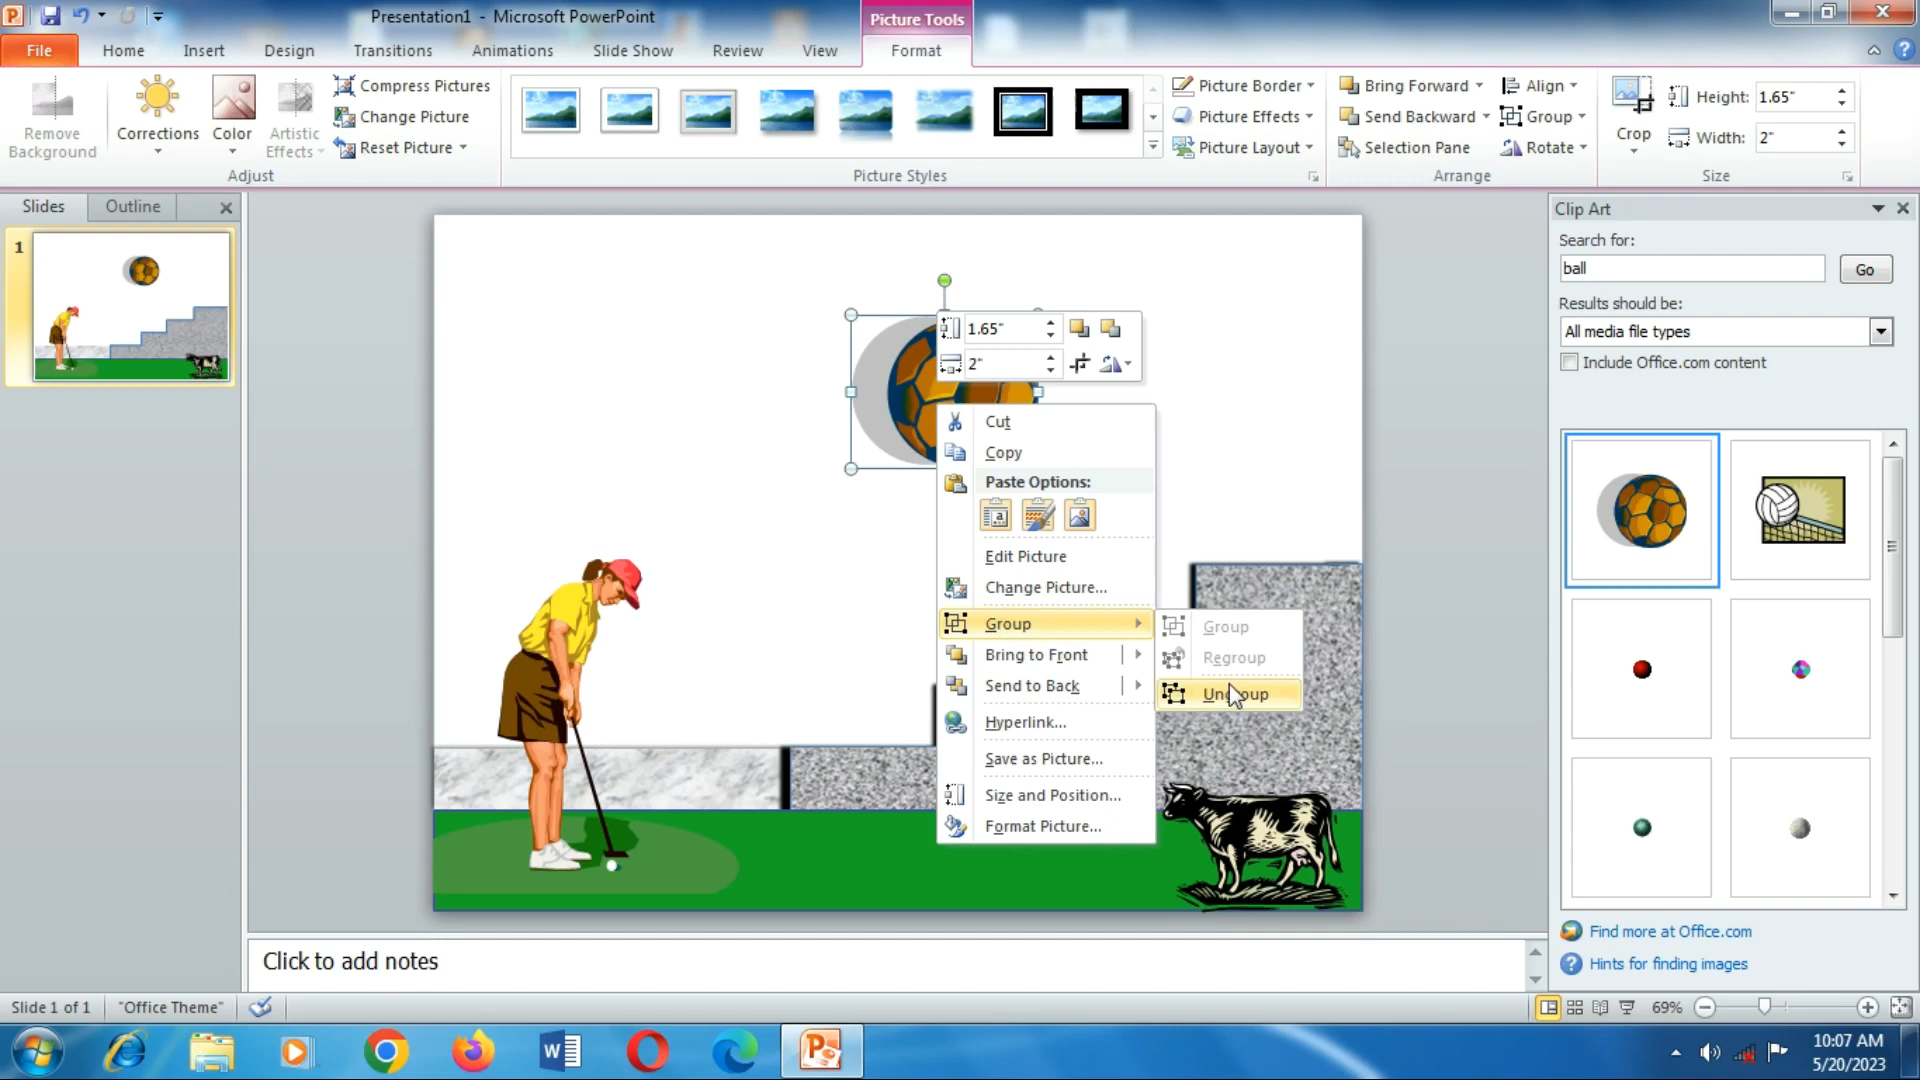 Presentation1 - Microsoft PowerPoint
Picture Tools
File
Home
Insert
Design
Transitions
Animations
Slide Show
Review
View
Format
Remove
Background
Corrections
Color
Artistic
Effects
Compress Pictures
Change Picture
Reset Picture
Adjust
Picture Styles
Picture Border
Picture Effects
Picture Layout
Bring Forward
Send Backward
Selection Pane
Align
Group
Rotate
Arrange
Crop
Height: 1.65"
Width: 2"
Size
Slides
Outline
1
1.65"
2"
Cut
Copy
Paste Options:
Edit Picture
Change Picture...
Group
Bring to Front
Send to Back
Hyperlink...
Save as Picture...
Size and Position...
Format Picture...
Group
Regroup
Ungroup
Clip Art
Search for:
ball
Go
Results should be:
All media file types
Include Office.com content
Find more at Office.com
Hints for finding images
Click to add notes
Slide 1 of 1
"Office Theme"
69%
10:07 AM
5/20/2023